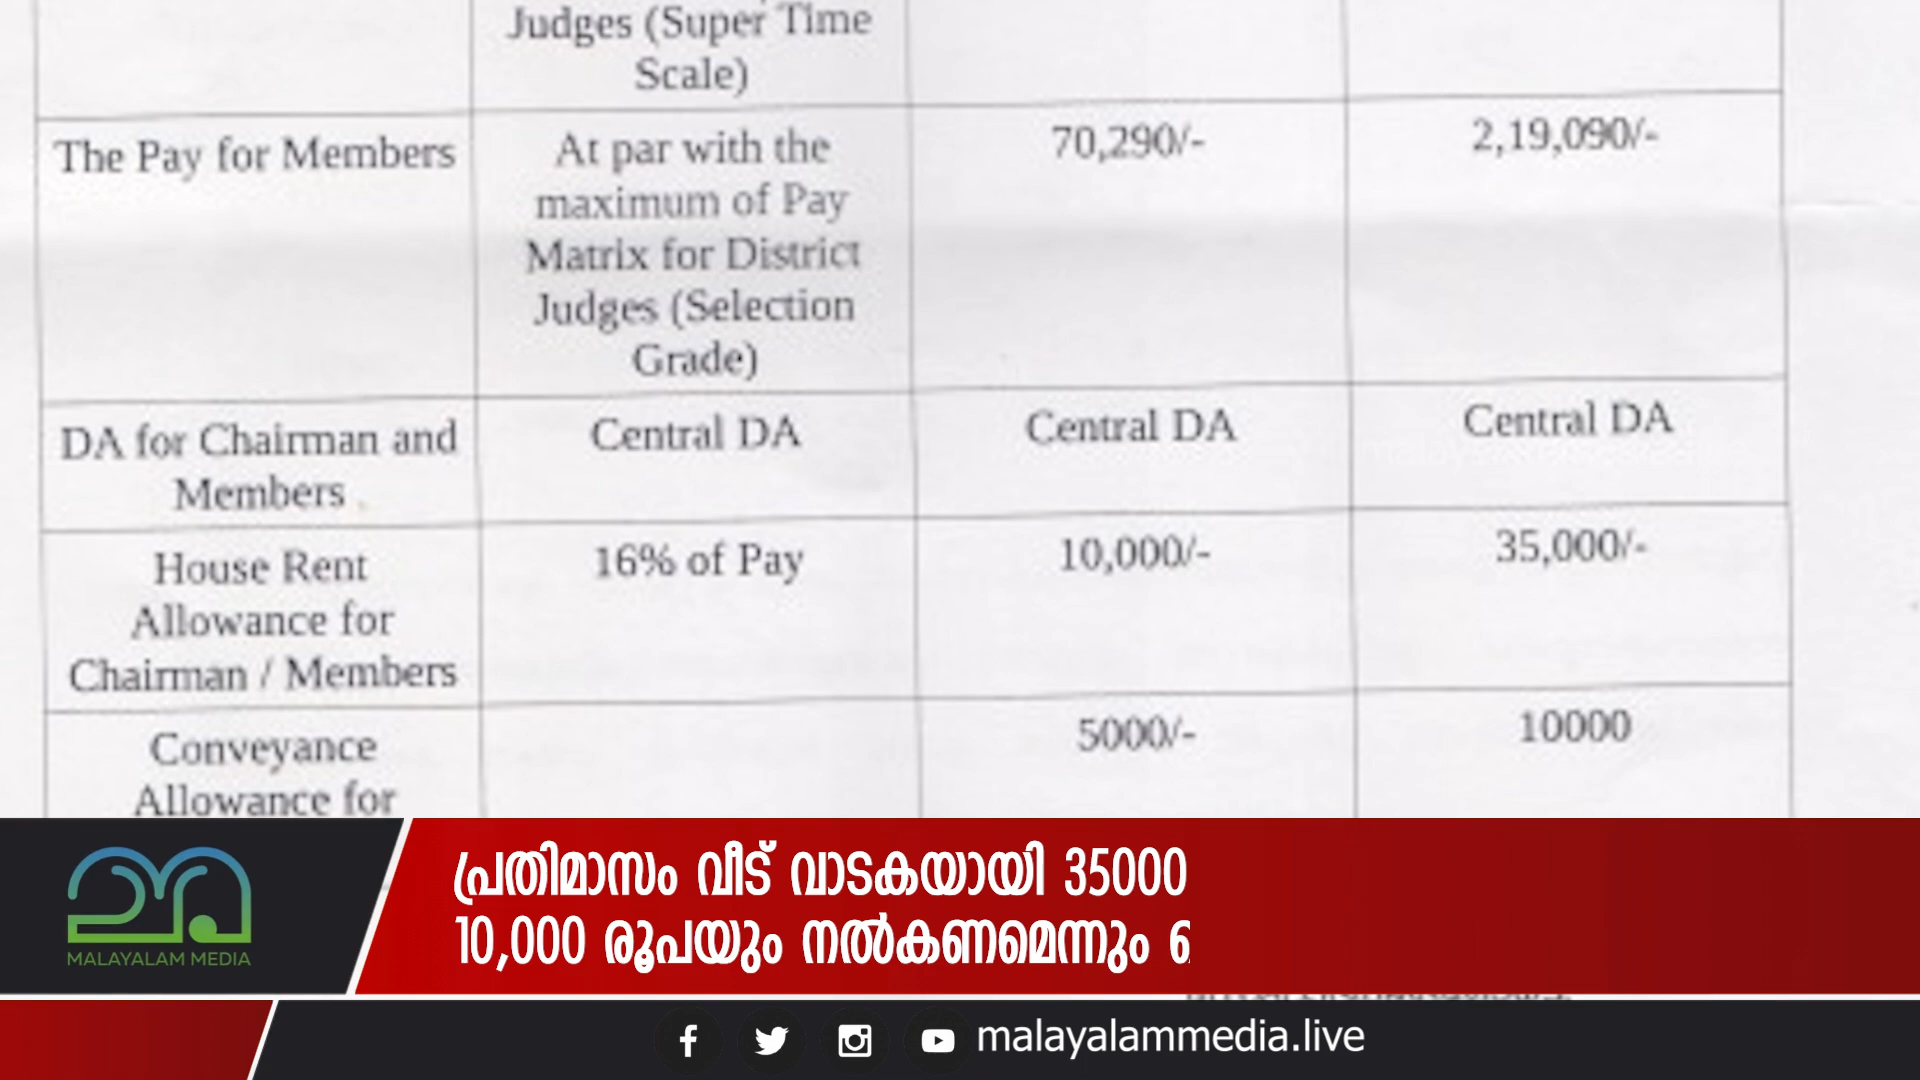 Judges (Super Time
Scale)
The Pay for Members
At par with the
maximum of Pay
Matrix for District
Judges (Selection
Grade)
70,290/-
2,19,090/-
DA for Chairman and
Members
Central DA
Central DA
Central DA
House Rent
Allowance for
Chairman / Members
16% of Pay
10,000/-
35,000/-
Conveyance
Allowance for
5000/-
10000
പ്രതിമാസം വീട് വാടകയായി 35000
10,000 രൂപയും നൽകണമെന്നും
MALAYALAM MEDIA
malayalammedia.live